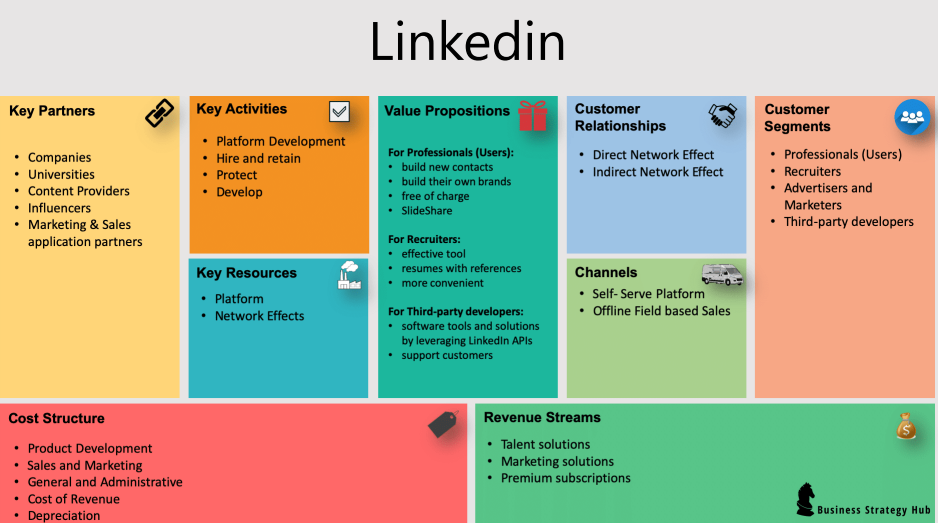 Linkedin
Key Partners
Companies
Universities
Content Providers
Influencers
Marketing & Sales
application partners
Key Activities
Platform Development
Hire and retain
Protect
Develop
Key Resources
Platform
Network Effects
Value Propositions
For Professionals (Users):
build new contacts
build their own brands
free of charge
SlideShare
For Recruiters:
effective tool
resumes with references
more convenient
For Third-party developers:
software tools and solutions
by leveraging LinkedIn APIs
support customers
Customer
Relationships
Direct Network Effect
Indirect Network Effect
Channels
Self- Serve Platform
Offline Field based Sales
Customer
Segments
Professionals (Users)
Recruiters
Advertisers and
Marketers
Third-party developers
Cost Structure
Product Development
Sales and Marketing
General and Administrative
Cost of Revenue
Depreciation
Revenue Streams
Talent solutions
Marketing solutions
Premium subscriptions
Business Strategy Hub